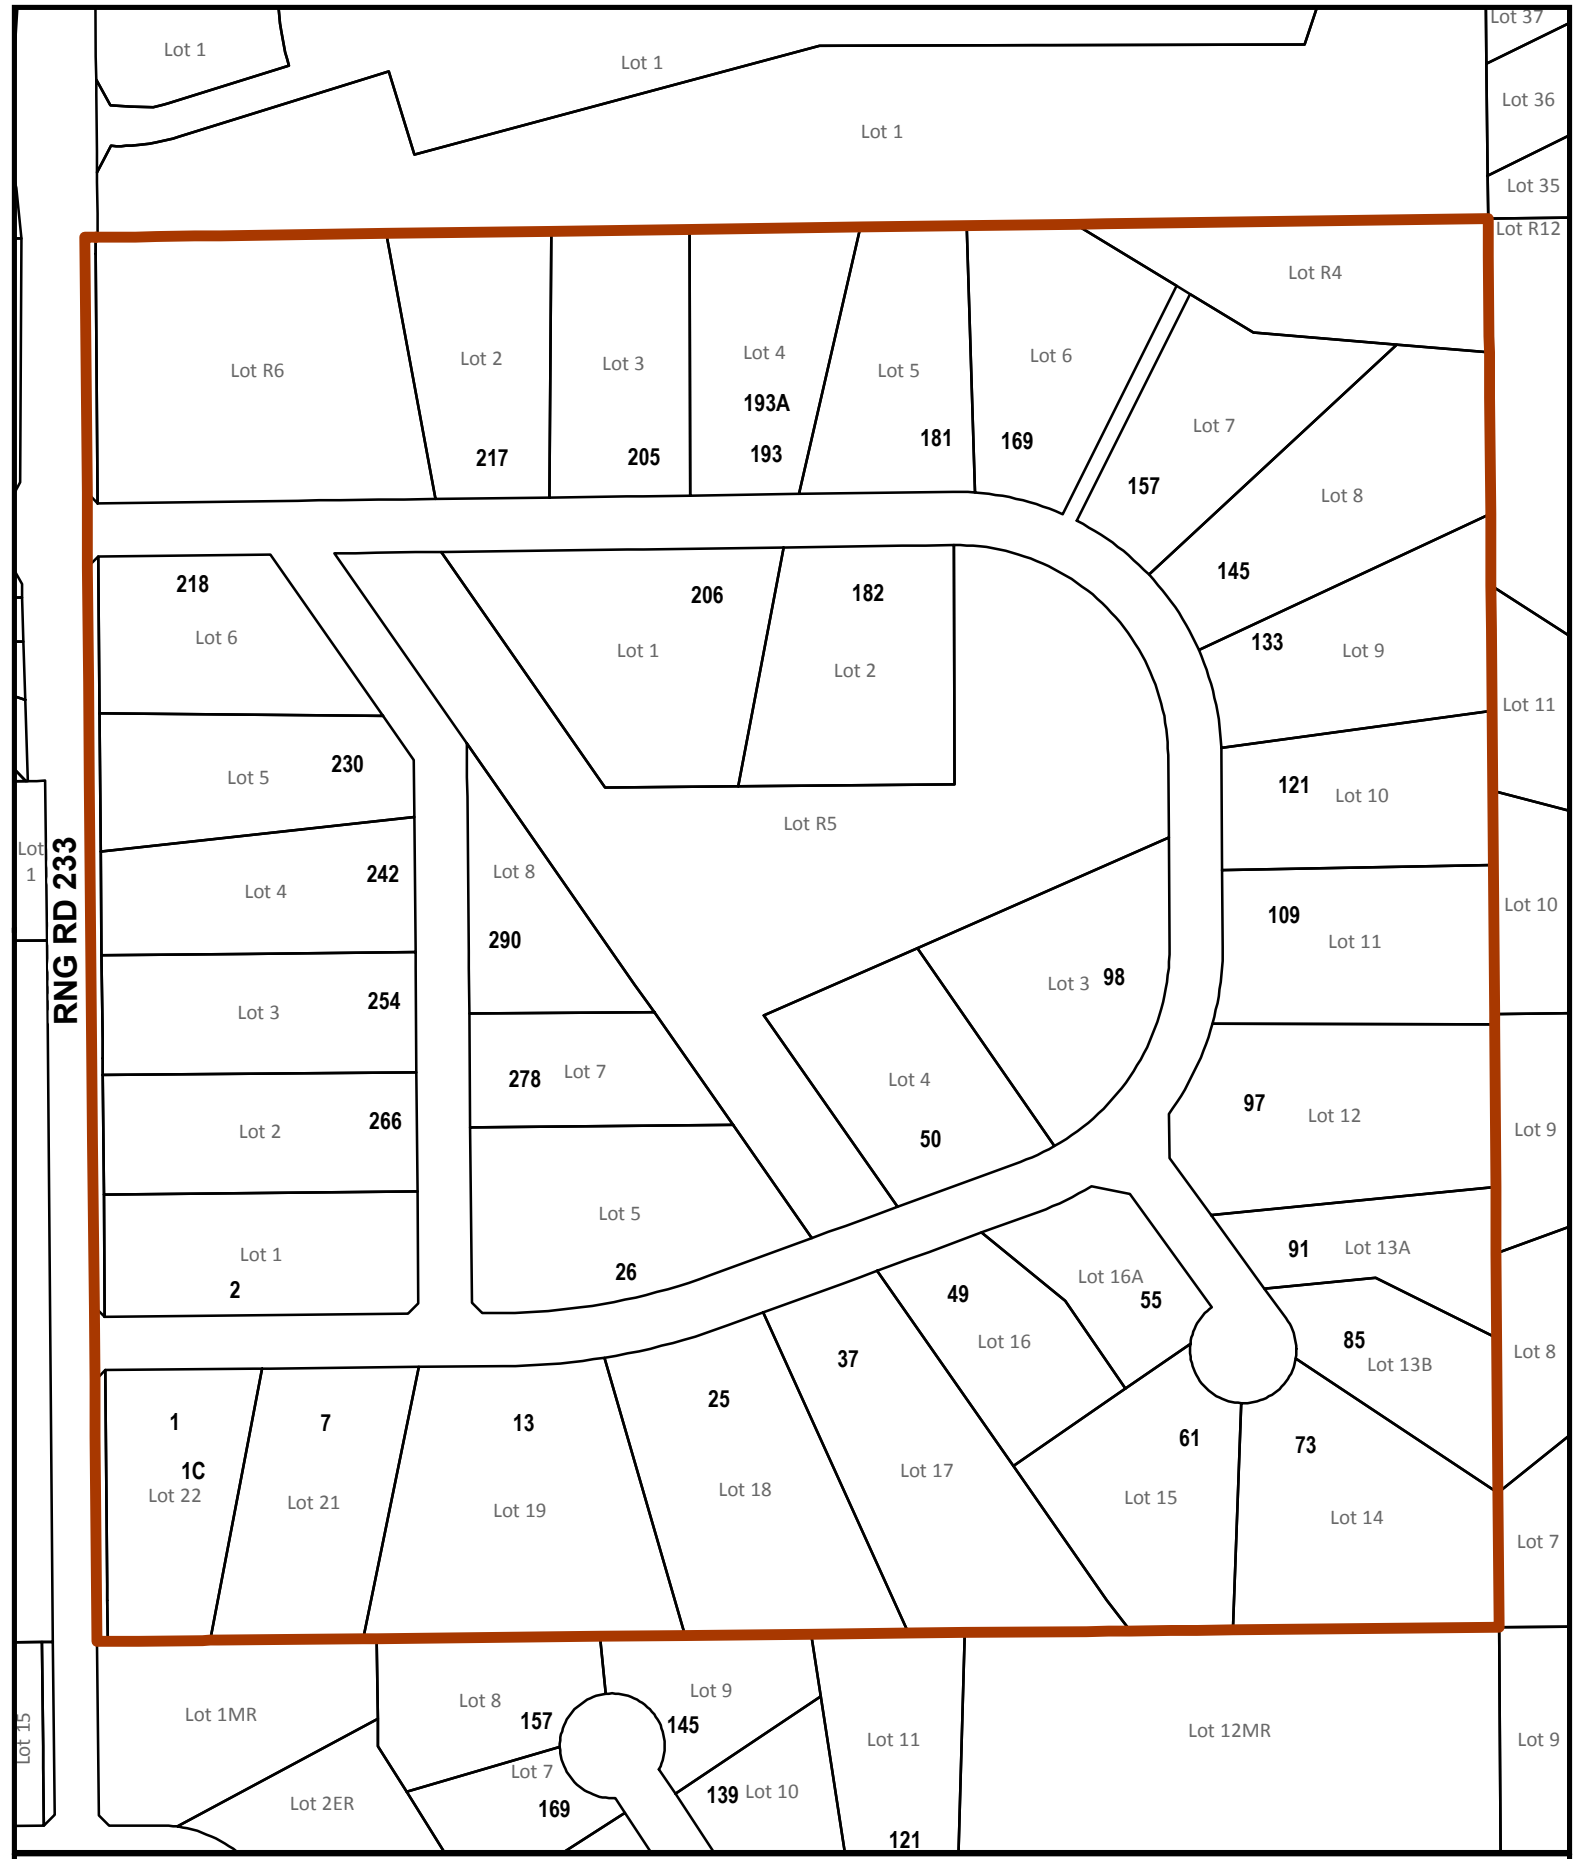 Lot 37
Lot 1
Lot 1
Lot 36
Lot 1
Lot 35
Lot R12
Lot R4
Lot R6
Lot 2
217
Lot 3
205
Lot 4
193A
193
Lot 5
181
Lot 6
169
Lot 7
157
Lot 8
145
133
Lot 9
Lot 11
218
Lot 6
206
Lot 1
182
Lot 2
Lot 5
230
121
Lot 10
Lot R5
Lot
1
RNG RD 233
Lot 4
242
Lot 8
290
109
Lot 11
Lot 10
Lot 3
254
Lot 3
98
278
Lot 7
Lot 4
50
97
Lot 12
Lot 9
Lot 2
266
Lot 5
26
Lot 1
2
91
Lot 13A
Lot 16A
55
49
Lot 16
85
Lot 13B
Lot 8
37
Lot 17
25
Lot 18
13
Lot 19
7
Lot 21
1
1C
Lot 22
61
Lot 15
73
Lot 14
Lot 7
Lot 15
Lot 1MR
Lot 8
157
Lot 9
145
Lot 11
121
Lot 12MR
Lot 9
Lot 2ER
Lot 7
169
139
Lot 10